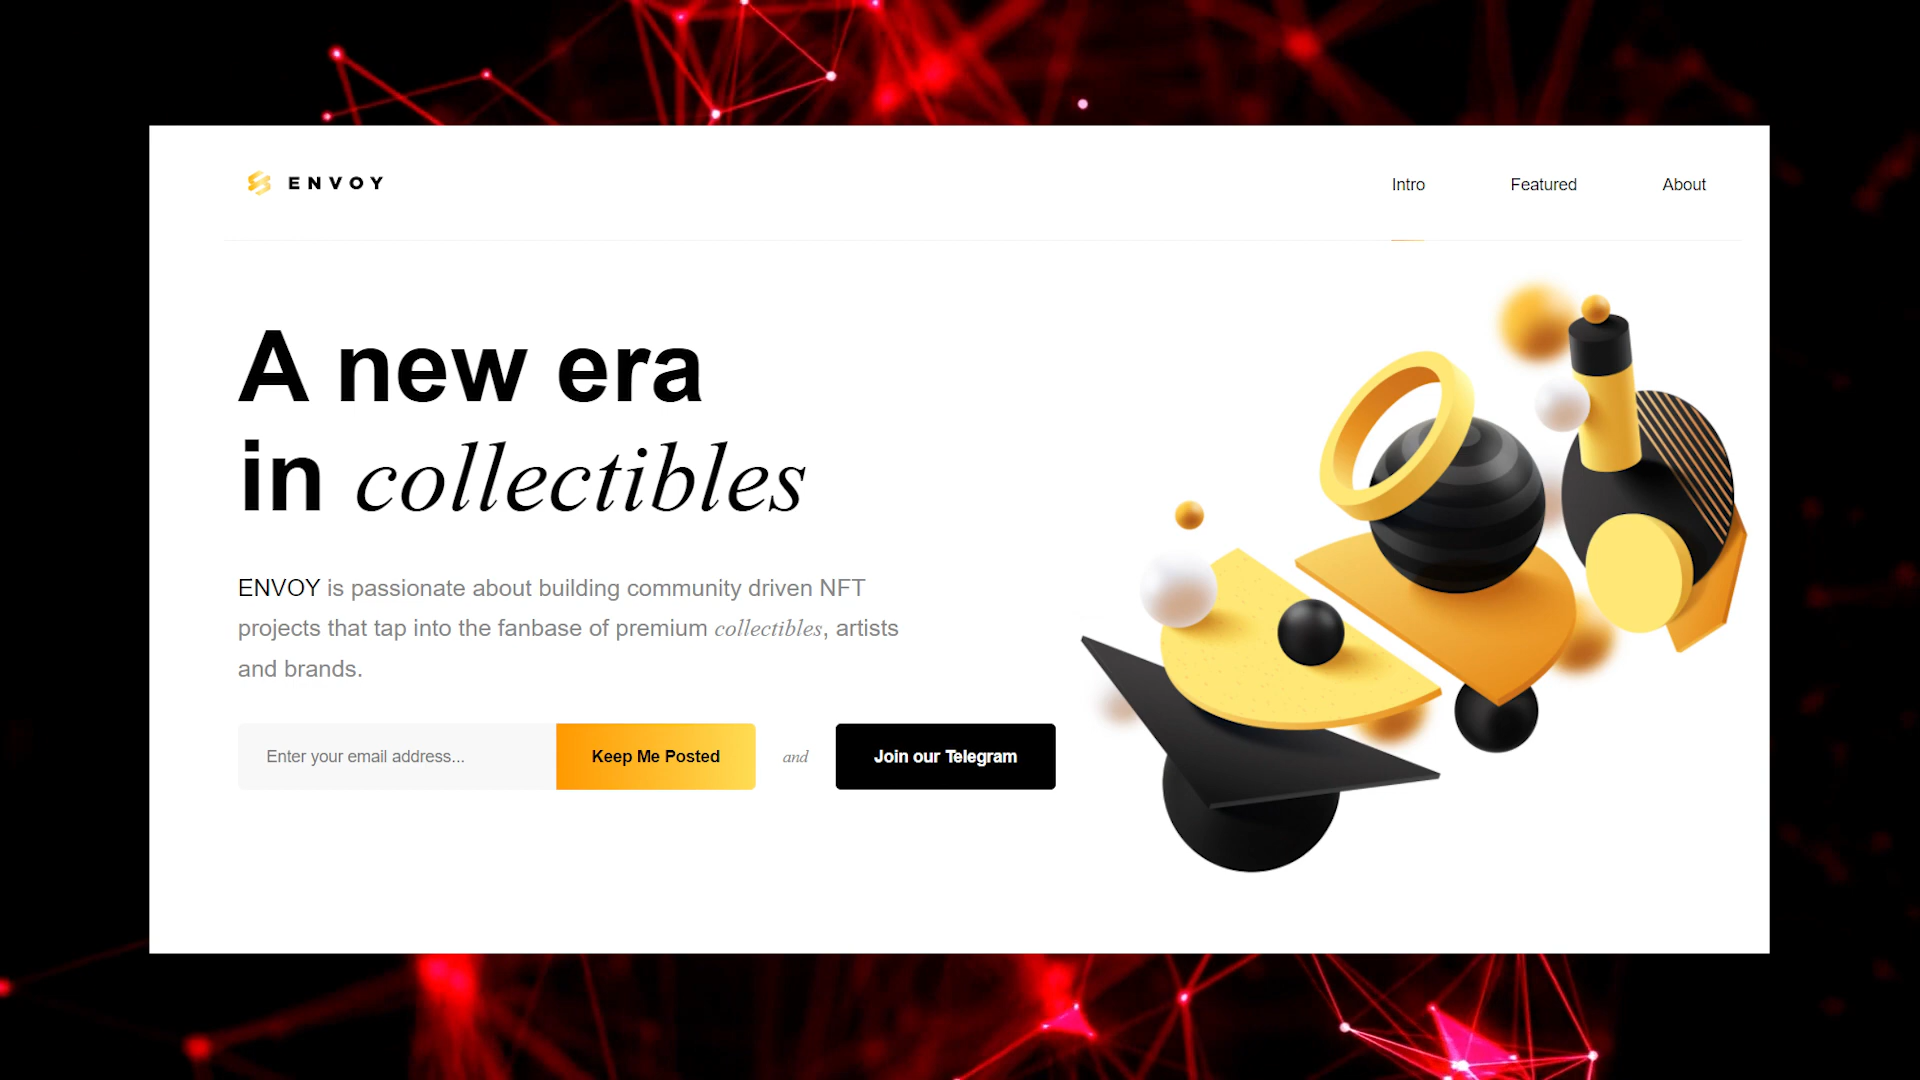 ENVOY
Intro
Featured
About
A new era
in collectibles
ENVOY is passionate about building community driven NFT
projects that tap into the fanbase of premium collectibles, artists
and brands.
Enter your email address...
Keep Me Posted
and
Join our Telegram